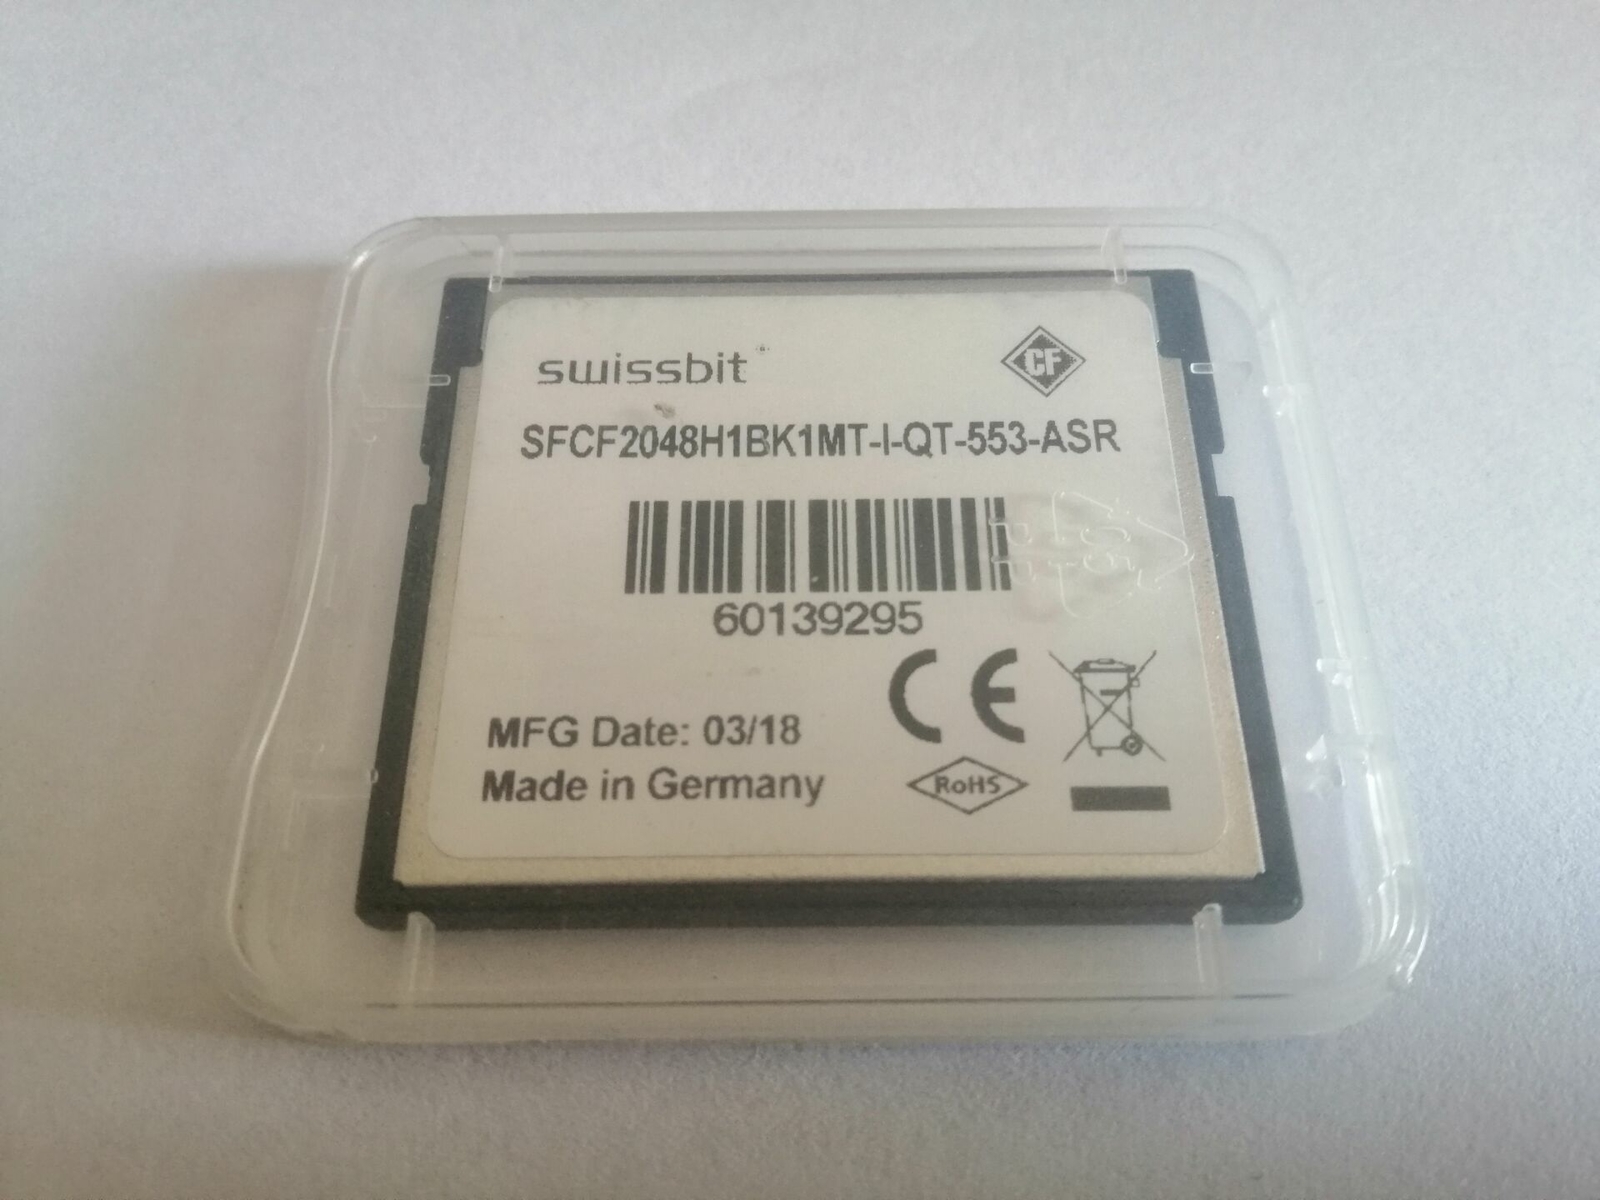 swissbit
CF
SFCF2048H1BK1MT-I-QT-553-ASR
60139295
CE
MFG Date: 03/18
Made in Germany
RoHS